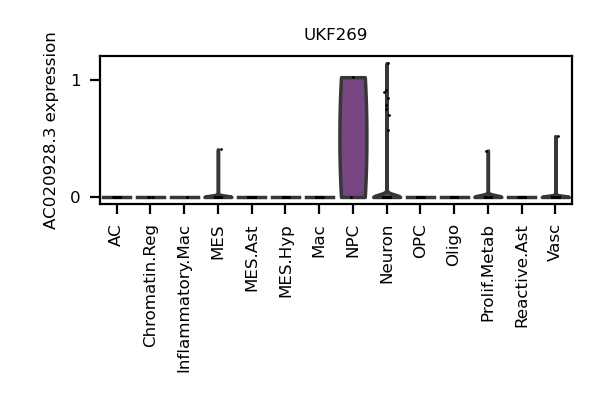 UKF269
AC020928.3 expression
1
0
AC
Chromatin.Reg
Inflammatory.Mac
MES
MES.Ast
MES.Hyp
Mac
NPC
Neuron
OPC
Oligo
Prolif.Metab
Reactive.Ast
Vasc